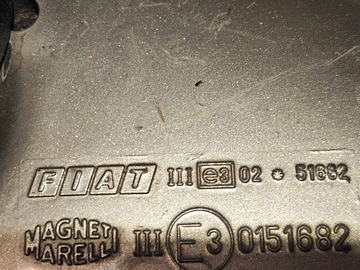 FIAT III e3 02 * 51682
MAGNETI
MARELLI III E3 0151682